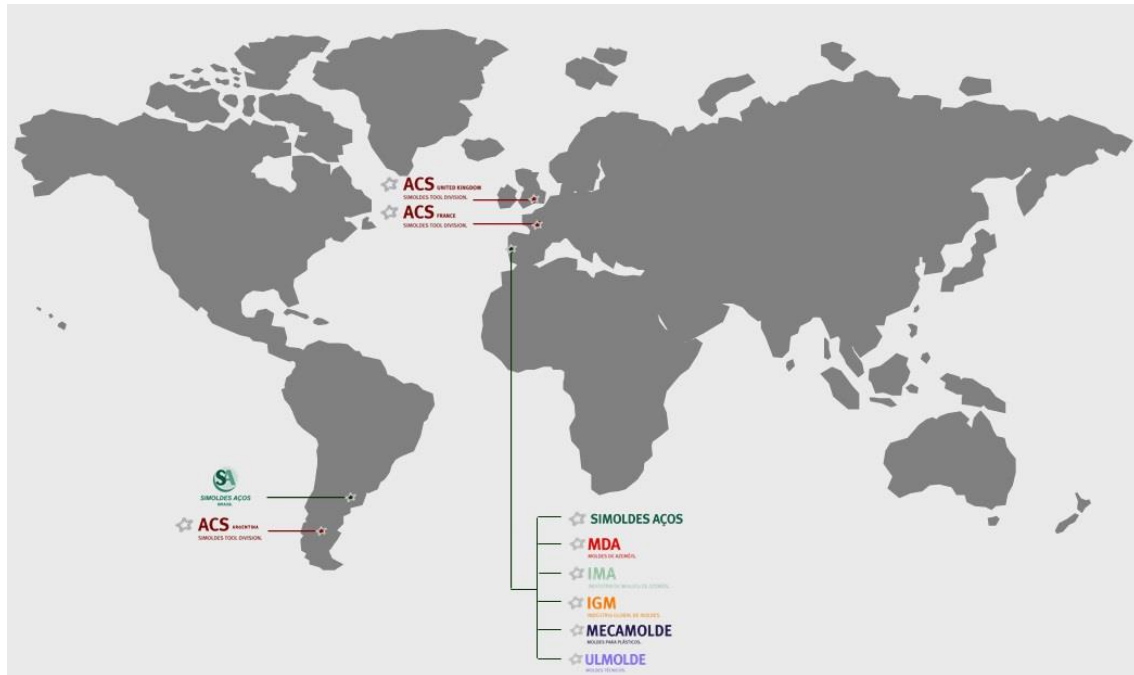 ACS UNITED KINGDOM
SIMOLDES TOOL DIVISION.
ACS FRANCE
SIMOLDES TOOL DIVISION.
SA
SIMOLDES AÇOS
BRASIL
ACS ARGENTINA
SIMOLDES TOOL DIVISION.
SIMOLDES AÇOS
MDA
MOLDES DE AZEMÉIS.
IMA
IGM
INDÚSTRIA GLOBAL DE MOLDES.
MECAMOLDE
MOLDES PARA PLÁSTICOS.
ULMOLDE
MOLDES TÉCNICOS.